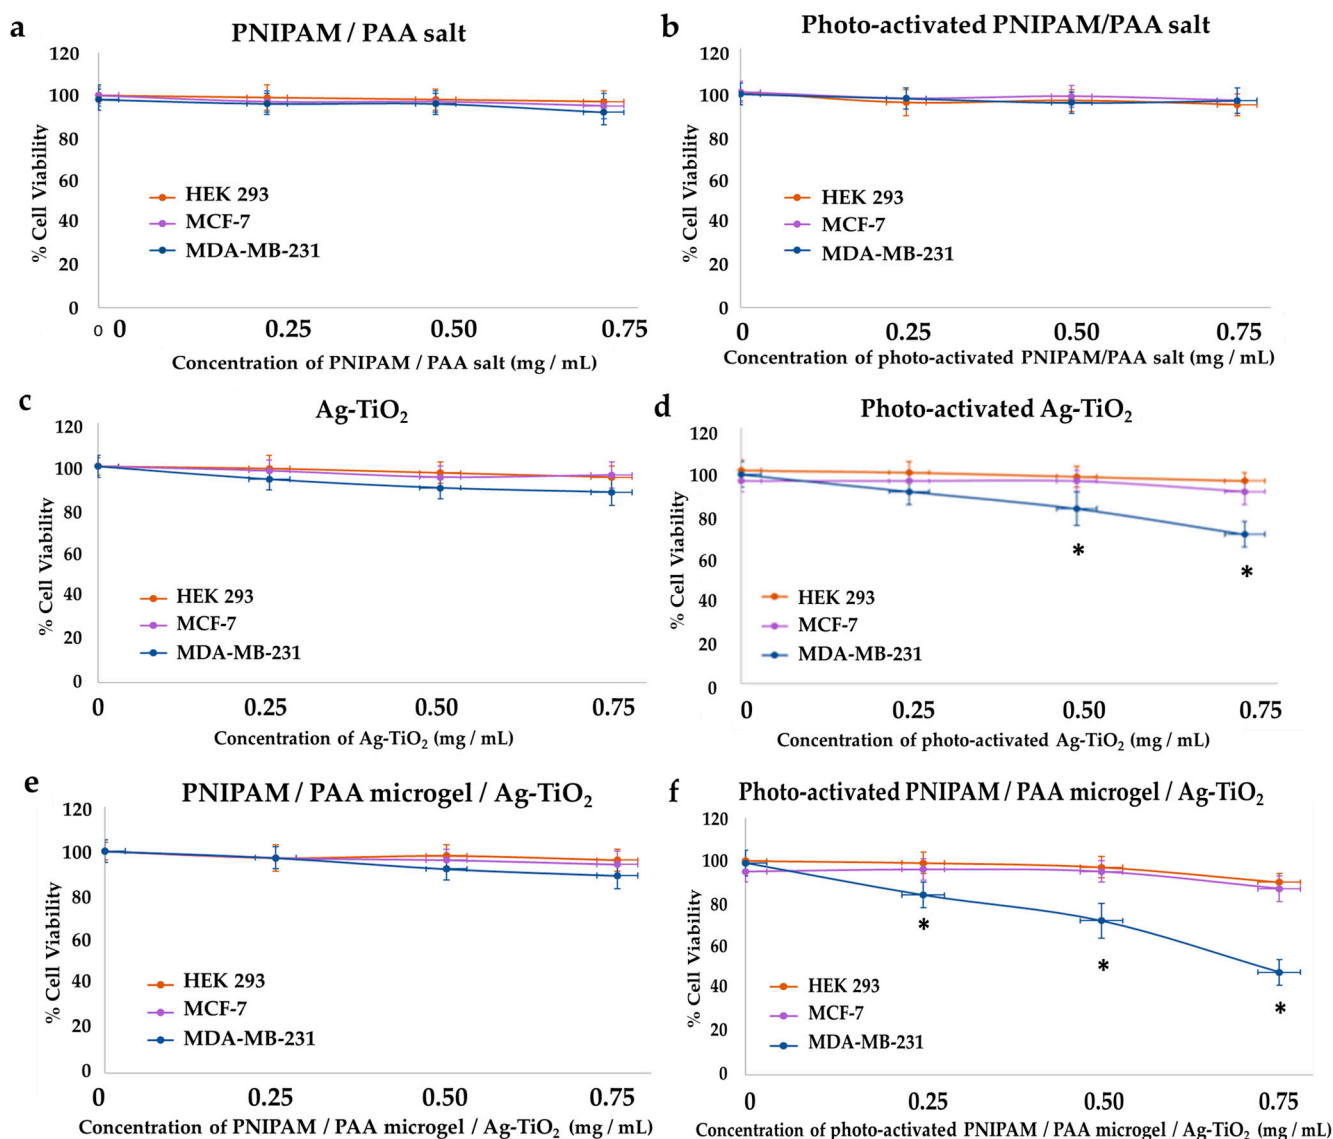 a
PNIPAM / PAA salt
120
100
80
60
40
20
0
% Cell Viability
HEK 293
MCF-7
MDA-MB-231
0 0 0.25 0.50 0.75
Concentration of PNIPAM / PAA salt (mg / mL)
b
Photo-activated PNIPAM/PAA salt
120
100
80
60
40
20
0
% Cell Viability
HEK 293
MCF-7
MDA-MB-231
0 0.25 0.50 0.75
Concentration of photo-activated PNIPAM/PAA salt (mg / mL)
c
Ag-TiO₂
120
100
80
60
40
20
0
% Cell Viability
HEK 293
MCF-7
MDA-MB-231
0 0.25 0.50 0.75
Concentration of Ag-TiO₂ (mg / mL)
d
Photo-activated Ag-TiO₂
120
100
80
60
40
20
0
% Cell Viability
*
*
HEK 293
MCF-7
MDA-MB-231
0 0.25 0.50 0.75
Concentration of photo-activated Ag-TiO₂ (mg / mL)
e
PNIPAM / PAA microgel / Ag-TiO₂
120
100
80
60
40
20
0
% Cell Viability
HEK 293
MCF-7
MDA-MB-231
0 0.25 0.50 0.75
Concentration of PNIPAM / PAA microgel / Ag-TiO₂ (mg / mL)
f
Photo-activated PNIPAM / PAA microgel / Ag-TiO₂
120
100
80
60
40
20
0
% Cell Viability
*
*
*
HEK 293
MCF-7
MDA-MB-231
0 0.25 0.50 0.75
Concentration of photo-activated PNIPAM / PAA microgel / Ag-TiO₂ (mg / mL)